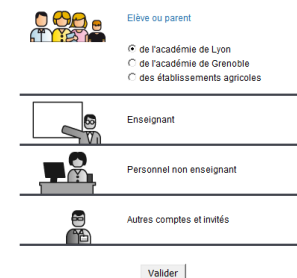 Elève ou parent
de l'académie de Lyon
de l'académie de Grenoble
des établissements agricoles
Enseignant
Personnel non enseignant
Autres comptes et invités
Valider